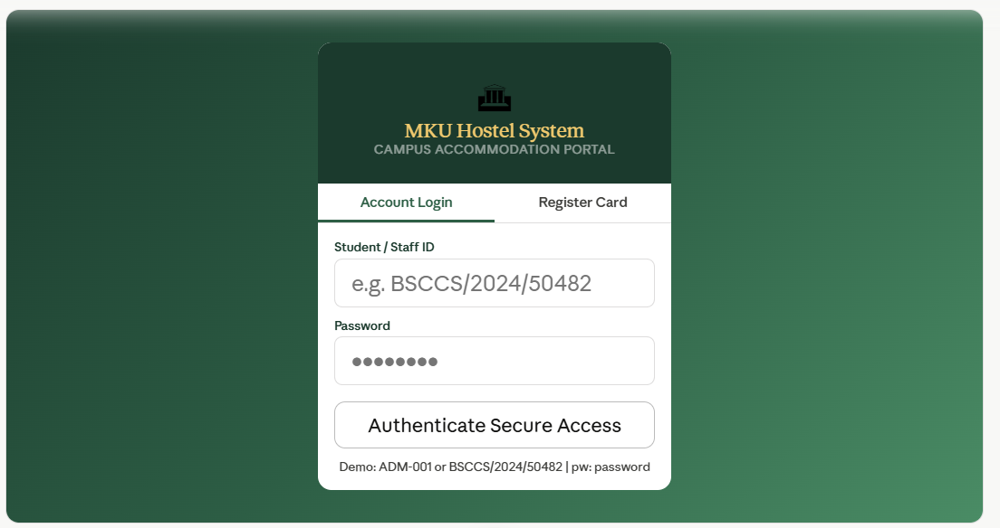 MKU Hostel System
CAMPUS ACCOMMODATION PORTAL
Account Login
Register Card
Student / Staff ID
e.g. BSCCS/2024/50482
Password
●●●●●●●●
Authenticate Secure Access
Demo: ADM-001 or BSCCS/2024/50482 | pw: password